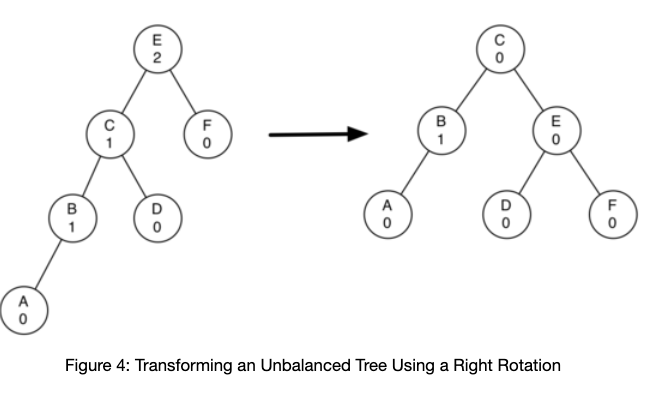 E
2
C
1
F
0
B
1
D
0
A
0
C
0
B
1
E
0
A
0
D
0
F
0
Figure 4: Transforming an Unbalanced Tree Using a Right Rotation